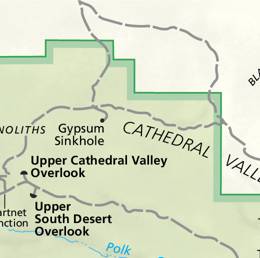 BLA
NOLITHS
Gypsum
Sinkhole
CATHEDRAL
VALLE
Upper Cathedral Valley
Overlook
artnet
nction
Upper
South Desert
Overlook
Polk